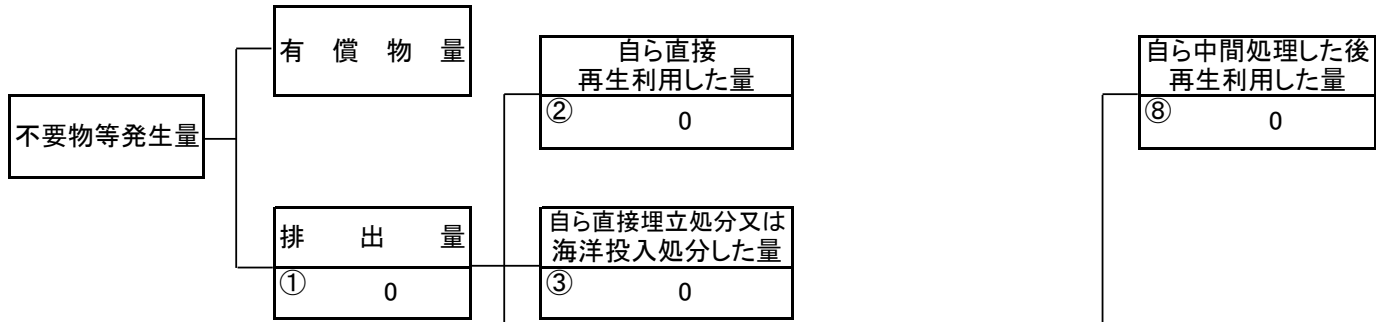 有 償 物 量
自ら直接
再生利用した量
② 0
自ら中間処理した後
再生利用した量
⑧ 0
不要物等発生量
排 出 量
① 0
自ら直接埋立処分又は
海洋投入処分した量
③ 0